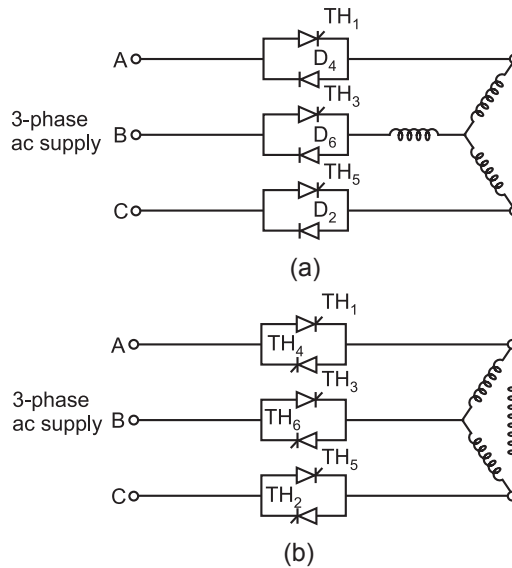 TH1
A
D4
TH3
3-phase
ac supply
B
D6
TH5
C
D2
(a)
TH1
A
TH4
TH3
3-phase
ac supply
B
TH6
TH5
C
TH2
(b)